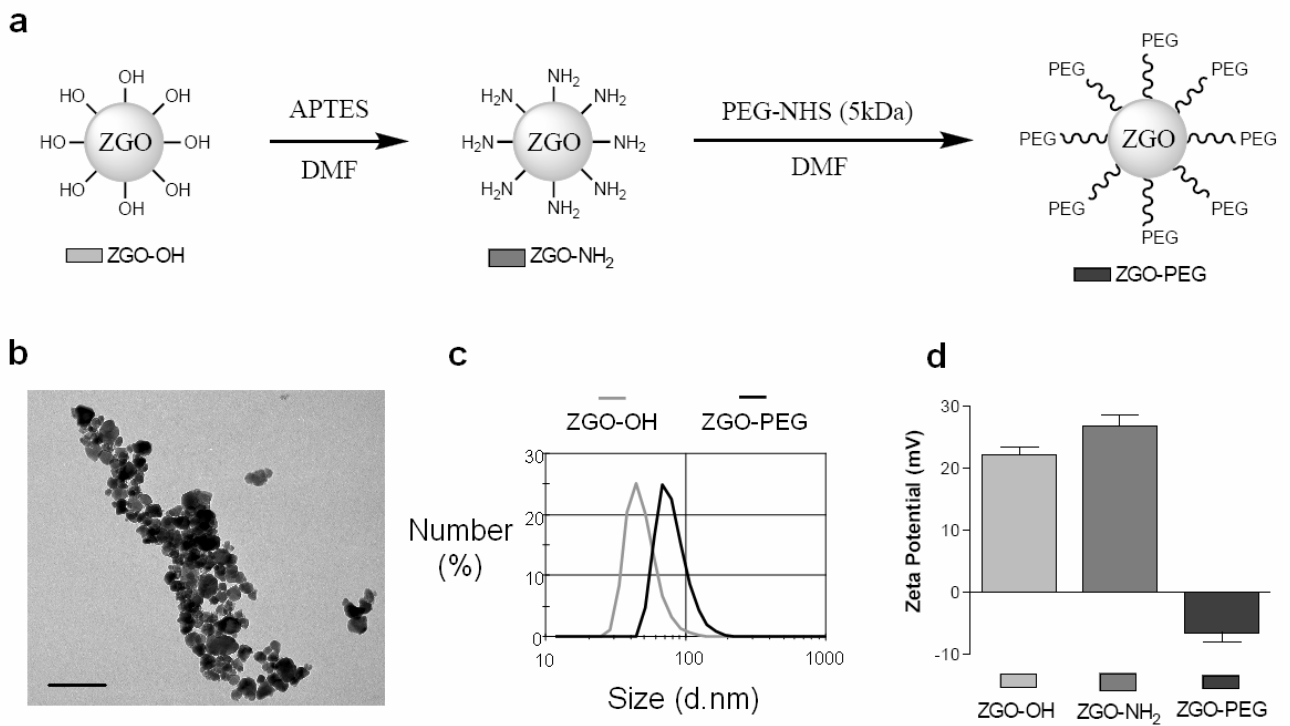 a
OH
HO
OH
HO
ZGO
OH
HO
OH
OH
ZGO-OH
APTES
DMF
NH2
H2N
NH2
H2N
ZGO
NH2
H2N
NH2
NH2
ZGO-NH2
PEG-NHS (5kDa)
DMF
PEG
PEG
PEG
PEG
ZGO
PEG
PEG
PEG
PEG
ZGO-PEG
b
c
ZGO-OH
ZGO-PEG
Number
(%)
30
20
10
0
10
100
1000
Size (d.nm)
d
Zeta Potential (mV)
30
20
10
0
-10
ZGO-OH
ZGO-NH2
ZGO-PEG